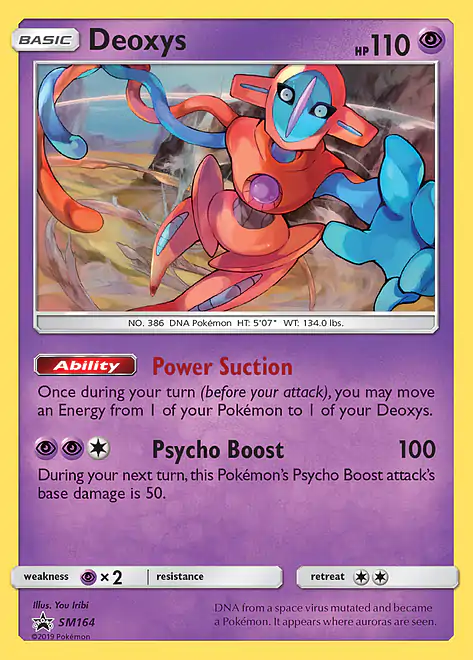 BASIC Deoxys HP110
NO. 386 DNA Pokémon HT: 5'07" WT: 134.0 lbs.
Ability Power Suction
Once during your turn (before your attack), you may move
an Energy from 1 of your Pokémon to 1 of your Deoxys.
Psycho Boost 100
During your next turn, this Pokémon's Psycho Boost attack's
base damage is 50.
weakness ×2 resistance retreat
Illus. You Iribi
SM164
©2019 Pokémon
DNA from a space virus mutated and became
a Pokémon. It appears where auroras are seen.